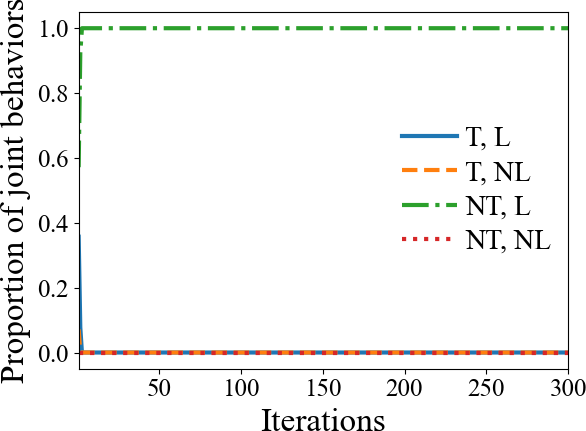 Proportion of joint behaviors
1.0
0.8
0.6
0.4
0.2
0.0
T, L
T, NL
NT, L
NT, NL
50 100 150 200 250 300
Iterations